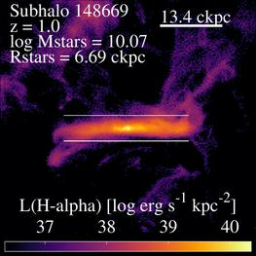 Subhalo 148669
z = 1.0
log Mstars = 10.07
Rstars = 6.69 ckpc
13.4 ckpc
L(H-alpha) [log erg s⁻¹ kpc⁻²]
37 38 39 40